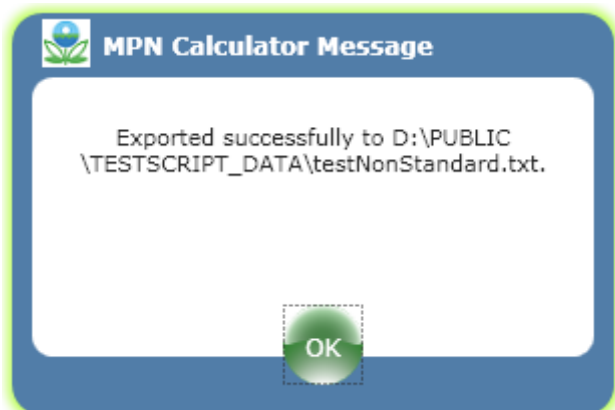 MPN Calculator Message
Exported successfully to D:\PUBLIC
\TESTSCRIPT_DATA\testNonStandard.txt.
OK